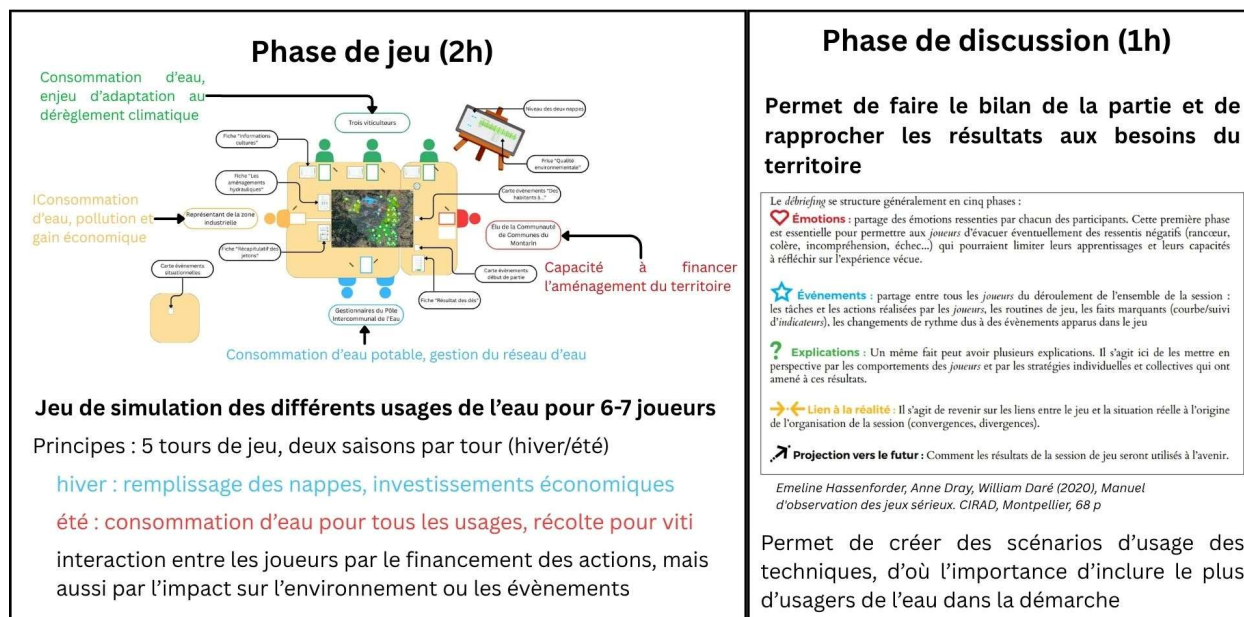 Phase de jeu (2h)
Consommation d'eau,
enjeu d'adaptation au
dérèglement climatique
Trois viticulteurs
Niveau des deux nappes
Fiche "Informations
cultures"
Fiche "Les
aménagements
hydrauliques"
Prise "Qualité
environnementale"
Carte évènements "Des
habitants à..."
IConsommation
d'eau, pollution et
gain économique
Représentant de la zone
industrielle
Élu de la Communauté
de Communes du
Montarin
Fiche "Récapitulatif des
jetons"
Carte évènements
situationnelles
Carte évènements
début de partie
Fiche "Résultat des dés"
Capacité à financer
l'aménagement du territoire
Gestionnaires du Pôle
Intercommunal de l'Eau
Consommation d'eau potable, gestion du réseau d'eau
Jeu de simulation des différents usages de l'eau pour 6-7 joueurs
Principes : 5 tours de jeu, deux saisons par tour (hiver/été)
hiver : remplissage des nappes, investissements économiques
été : consommation d'eau pour tous les usages, récolte pour viti
interaction entre les joueurs par le financement des actions, mais
aussi par l'impact sur l'environnement ou les évènements
Phase de discussion (1h)
Permet de faire le bilan de la partie et de
rapprocher les résultats aux besoins du
territoire
Le débriefing se structure généralement en cinq phases :
Émotions : partage des émotions ressenties par chacun des participants. Cette première phase
est essentielle pour permettre aux joueurs d'évacuer éventuellement des ressentis négatifs (rancœur,
colère, incompréhension, échec...) qui pourraient limiter leurs apprentissages et leurs capacités
à réfléchir sur l'expérience vécue.
Événements : partage entre tous les joueurs du déroulement de l'ensemble de la session :
les tâches et les actions réalisées par les joueurs, les routines de jeu, les faits marquants (courbe/suivi
d'indicateurs), les changements de rythme dus à des évènements apparus dans le jeu
Explications : Un même fait peut avoir plusieurs explications. Il s'agit ici de les mettre en
perspective par les comportements des joueurs et par les stratégies individuelles et collectives qui ont
amené à ces résultats.
Lien à la réalité : Il s'agit de revenir sur les liens entre le jeu et la situation réelle à l'origine
de l'organisation de la session (convergences, divergences).
Projection vers le futur : Comment les résultats de la session de jeu seront utilisés à l'avenir.
Emeline Hassenforder, Anne Dray, William Daré (2020), Manuel
d'observation des jeux sérieux. CIRAD, Montpellier, 68 p
Permet de créer des scénarios d'usage des
techniques, d'où l'importance d'inclure le plus
d'usagers de l'eau dans la démarche